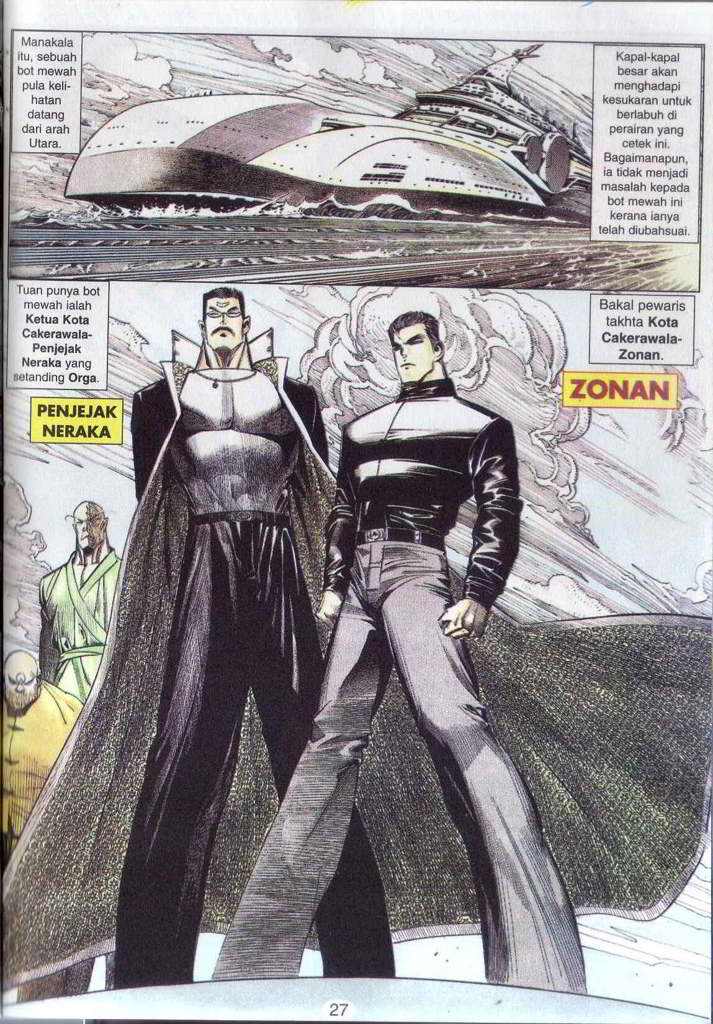 Manakala
itu, sebuah
bot mewah
pula keli-
hatan
datang
dari arah
Utara.
Kapal-kapal
besar akan
menghadapi
kesukaran untuk
berlabuh di
perairan yang
cetek ini.
Bagaimanapun,
ia tidak menjadi
masalah kepada
bot mewah ini
kerana ianya
telah diubahsuai.
Tuan punya bot
mewah ialah
Ketua Kota
Cakerawala-
Penjejak
Neraka yang
setanding Orga.
Bakal pewaris
takhta Kota
Cakerawala-
Zonan.
PENJEJAK
NERAKA
ZONAN
27